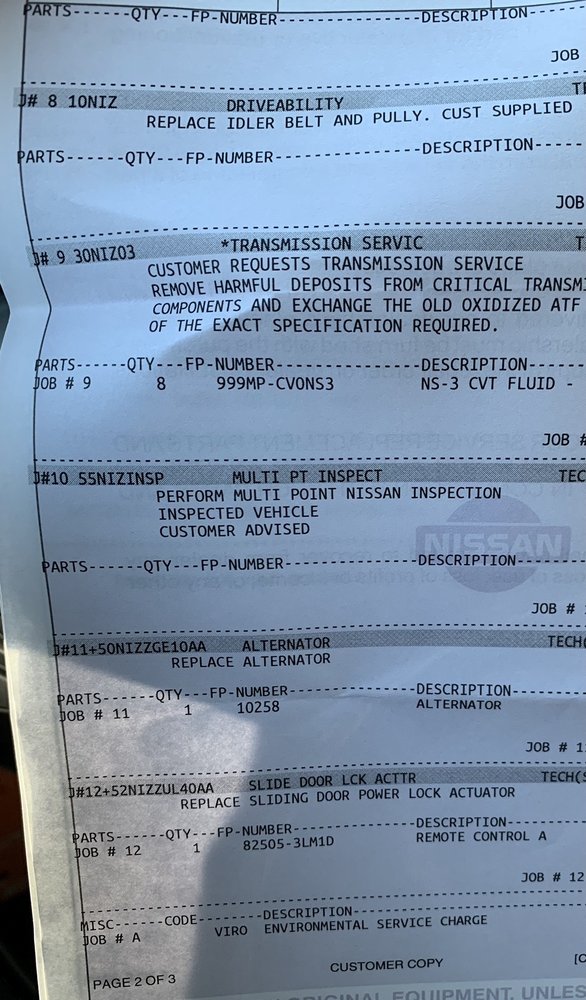 PARTS------QTY---FP-NUMBER--------------------DESCRIPTION-----
JOB
J# 8 10NIZ DRIVEABILITY
REPLACE IDLER BELT AND PULLY. CUST SUPPLIED
PARTS------QTY---FP-NUMBER--------------------DESCRIPTION-----
JOB
J# 9 30NIZ03 *TRANSMISSION SERVIC T
CUSTOMER REQUESTS TRANSMISSION SERVICE
REMOVE HARMFUL DEPOSITS FROM CRITICAL TRANSMI
COMPONENTS AND EXCHANGE THE OLD OXIDIZED ATF
OF THE EXACT SPECIFICATION REQUIRED.
PARTS------QTY---FP-NUMBER--------------------DESCRIPTION-----
JOB # 9 8 999MP-CV0NS3 NS-3 CVT FLUID -
JOB #
J#10 55NIZINSP MULTI PT INSPECT TEC
PERFORM MULTI POINT NISSAN INSPECTION
INSPECTED VEHICLE
CUSTOMER ADVISED
NISSAN
PARTS------QTY---FP-NUMBER--------------------DESCRIPTION-----
JOB #
J#11+50NIZZGE10AA ALTERNATOR TECH(
REPLACE ALTERNATOR
PARTS------QTY---FP-NUMBER--------------------DESCRIPTION-----
JOB # 11 1 10258 ALTERNATOR
JOB # 1
J#12+52NIZZUL40AA SLIDE DOOR LCK ACTTR TECH(S
REPLACE SLIDING DOOR POWER LOCK ACTUATOR
PARTS------QTY---FP-NUMBER--------------------DESCRIPTION-----
JOB # 12 1 82505-3LM1D REMOTE CONTROL A
JOB # 12
MISC------CODE-------DESCRIPTION-----
JOB # A VIRO ENVIRONMENTAL SERVICE CHARGE
PAGE 2 OF 3 CUSTOMER COPY [C
ORIGINAL EQUIPMENT, UNLES